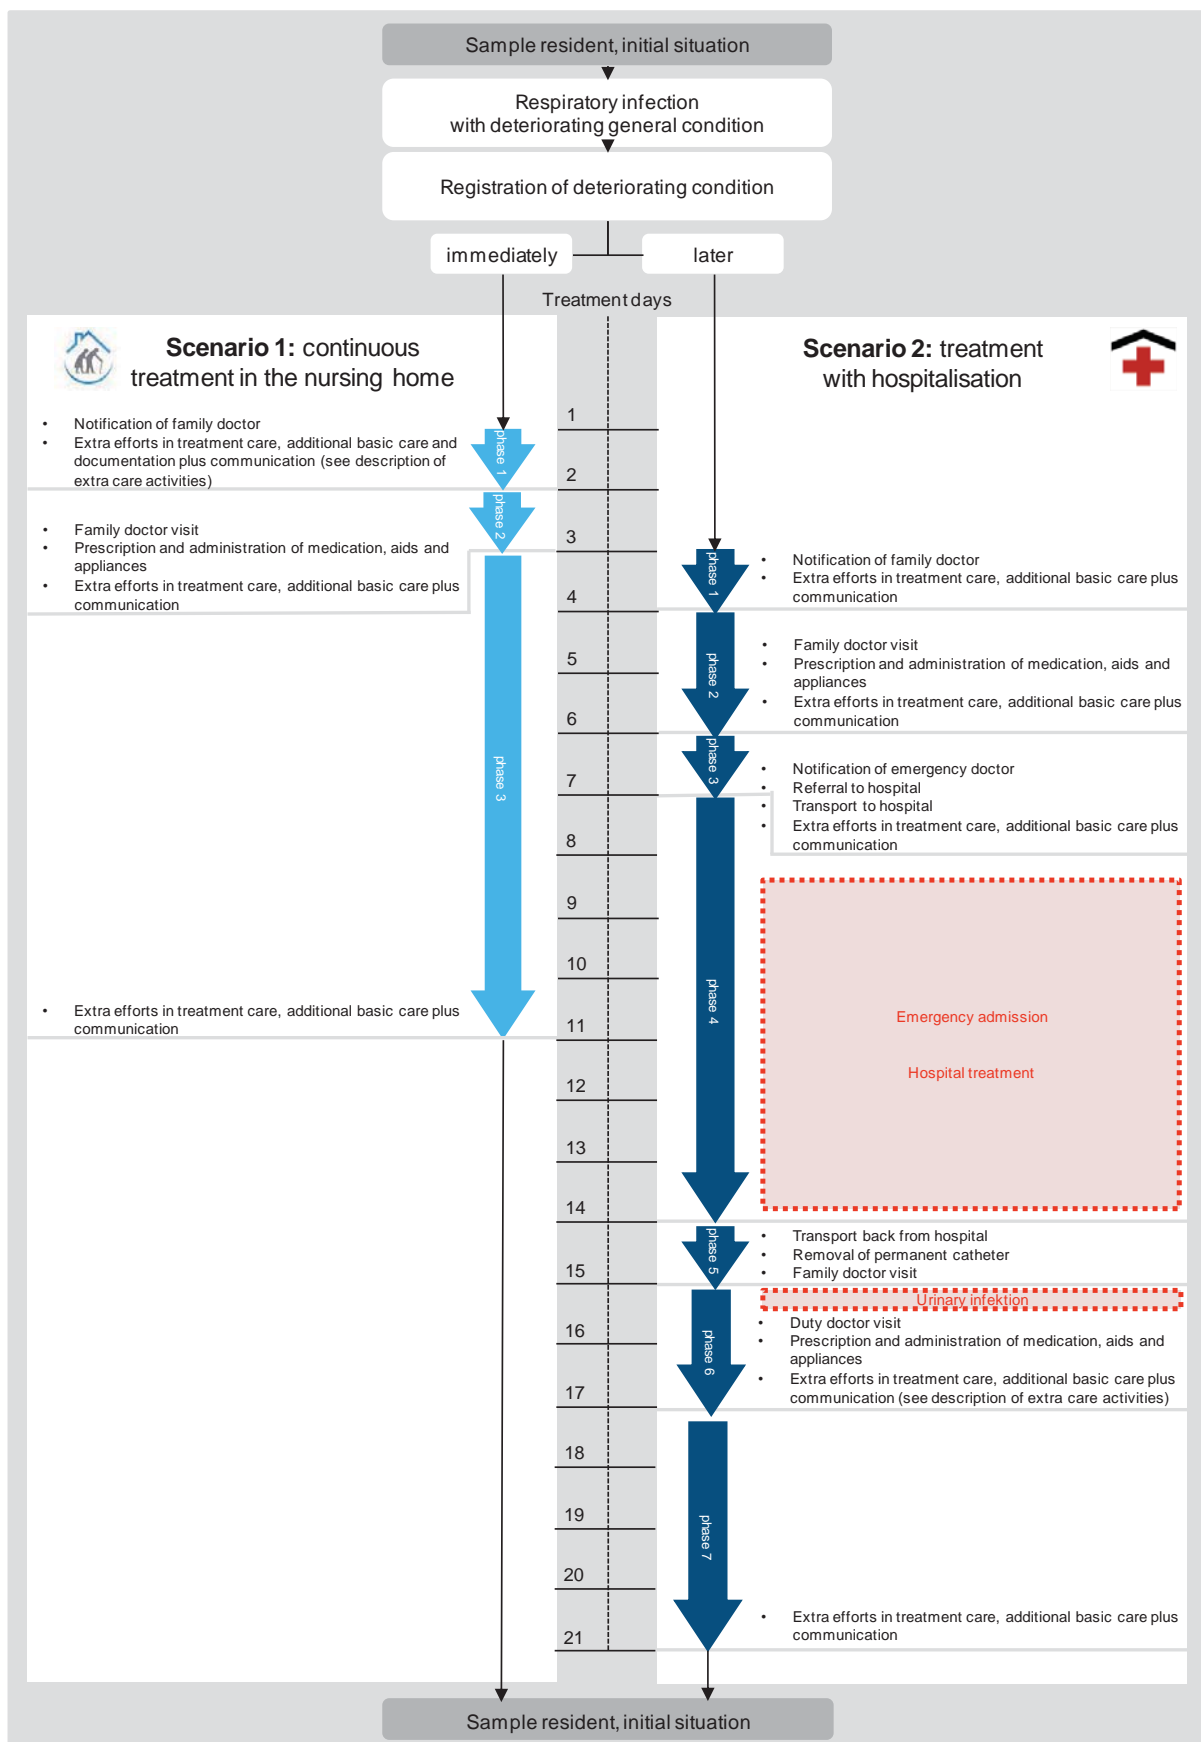 Sample resident, initial situation
Respiratory infection
with deteriorating general condition
Registration of deteriorating condition
immediately
later
Treatment days
Scenario 1: continuous
treatment in the nursing home
• Notification of family doctor
• Extra efforts in treatment care, additional basic care and
documentation plus communication (see description of
extra care activities)
phase 1
• Family doctor visit
• Prescription and administration of medication, aids and
appliances
• Extra efforts in treatment care, additional basic care plus
communication
phase 2
phase 3
• Extra efforts in treatment care, additional basic care plus
communication
1
2
3
4
5
6
7
8
9
10
11
12
13
14
15
16
17
18
19
20
21
Scenario 2: treatment
with hospitalisation
phase 1
• Notification of family doctor
• Extra efforts in treatment care, additional basic care plus
communication
phase 2
• Family doctor visit
• Prescription and administration of medication, aids and
appliances
• Extra efforts in treatment care, additional basic care plus
communication
phase 3
• Notification of emergency doctor
• Referral to hospital
• Transport to hospital
• Extra efforts in treatment care, additional basic care plus
communication
phase 4
Emergency admission
Hospital treatment
phase 5
• Transport back from hospital
• Removal of permanent catheter
• Family doctor visit
Urinary infektion
phase 6
• Duty doctor visit
• Prescription and administration of medication, aids and
appliances
• Extra efforts in treatment care, additional basic care plus
communication (see description of extra care activities)
phase 7
• Extra efforts in treatment care, additional basic care plus
communication
Sample resident, initial situation